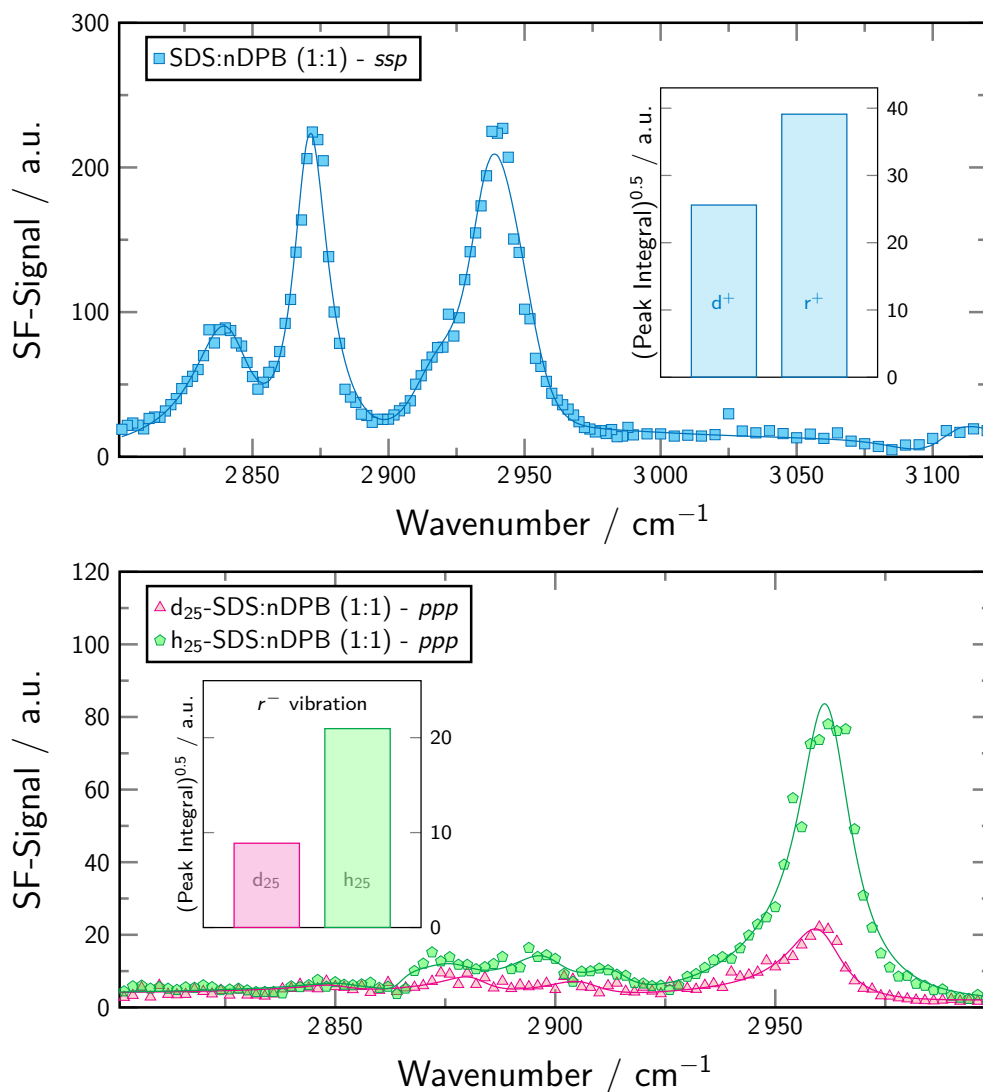 300
200
100
0
SF-Signal / a.u.
SDS:nDPB (1:1) - ssp
(Peak Integral)^0.5 / a.u.
40
30
20
10
0
d⁺ r⁺
2 850 2 900 2 950 3 000 3 050 3 100
Wavenumber / cm⁻¹
120
100
80
60
40
20
0
SF-Signal / a.u.
d₂₅-SDS:nDPB (1:1) - ppp
h₂₅-SDS:nDPB (1:1) - ppp
r⁻ vibration
(Peak Integral)^0.5 / a.u.
20
10
0
d₂₅ h₂₅
2 850 2 900 2 950
Wavenumber / cm⁻¹